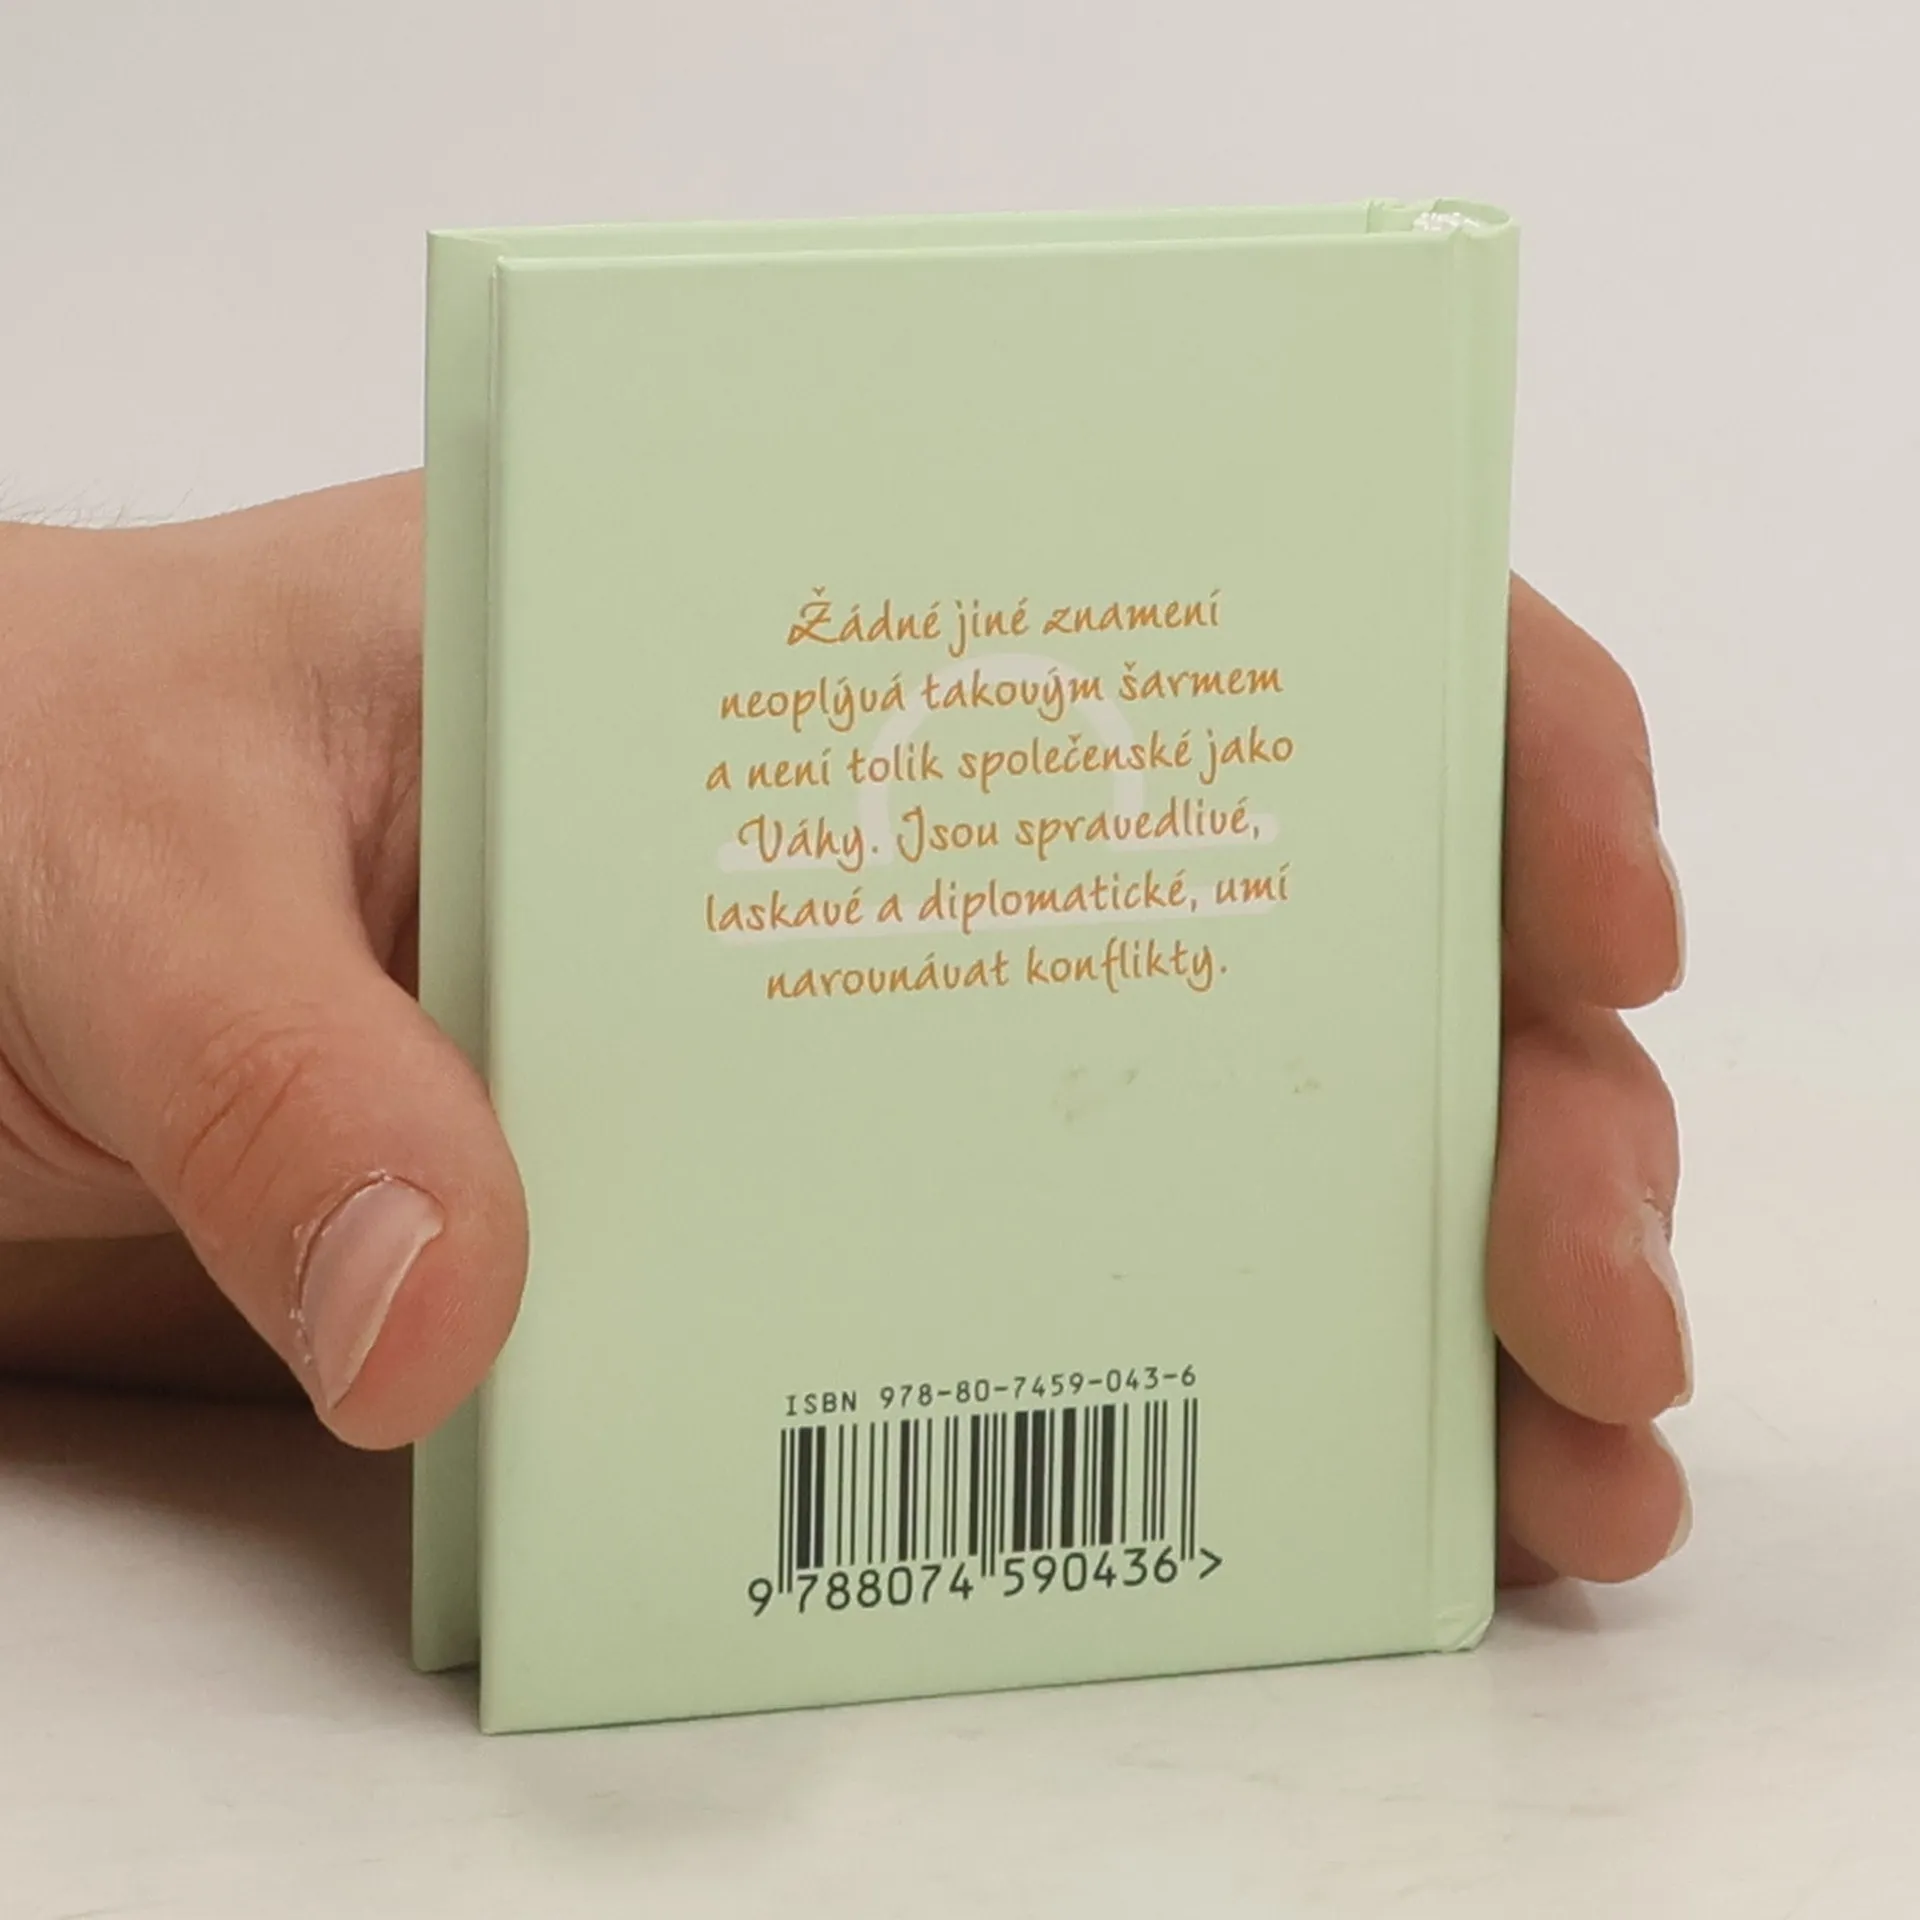 Žádné jiné znamení
neoplývá takovým šarmem
a není tolik společenské jako
Váhy. Jsou spravedlivé,
laskavé a diplomatické, umí
narovnávat konflikty.
ISBN 978-80-7459-043-6
9 788074 590436 >